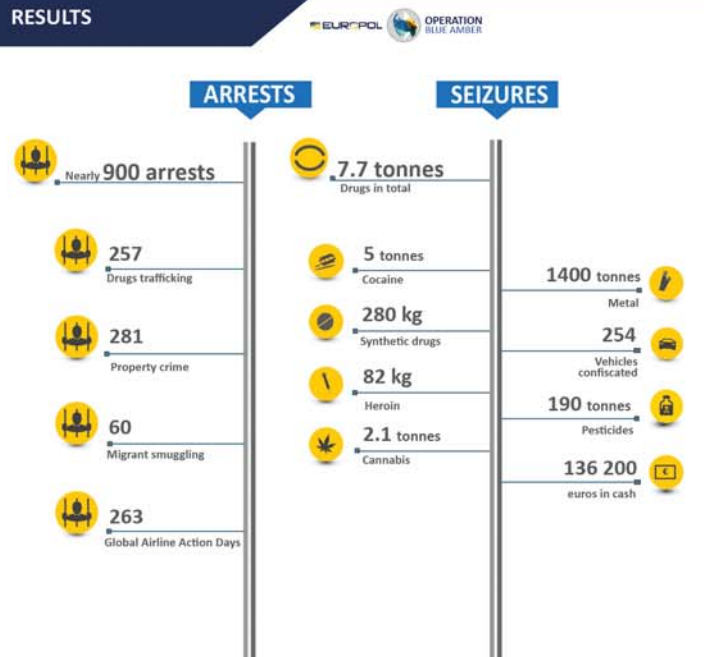 RESULTS
EUROPOL
OPERATION
BLUE AMBER
ARRESTS
Nearly 900 arrests
257
Drugs trafficking
281
Property crime
60
Migrant smuggling
263
Global Airline Action Days
SEIZURES
7.7 tonnes
Drugs in total
5 tonnes
Cocaine
280 kg
Synthetic drugs
82 kg
Heroin
2.1 tonnes
Cannabis
1400 tonnes
Metal
254
Vehicles
confiscated
190 tonnes
Pesticides
136 200
euros in cash
€